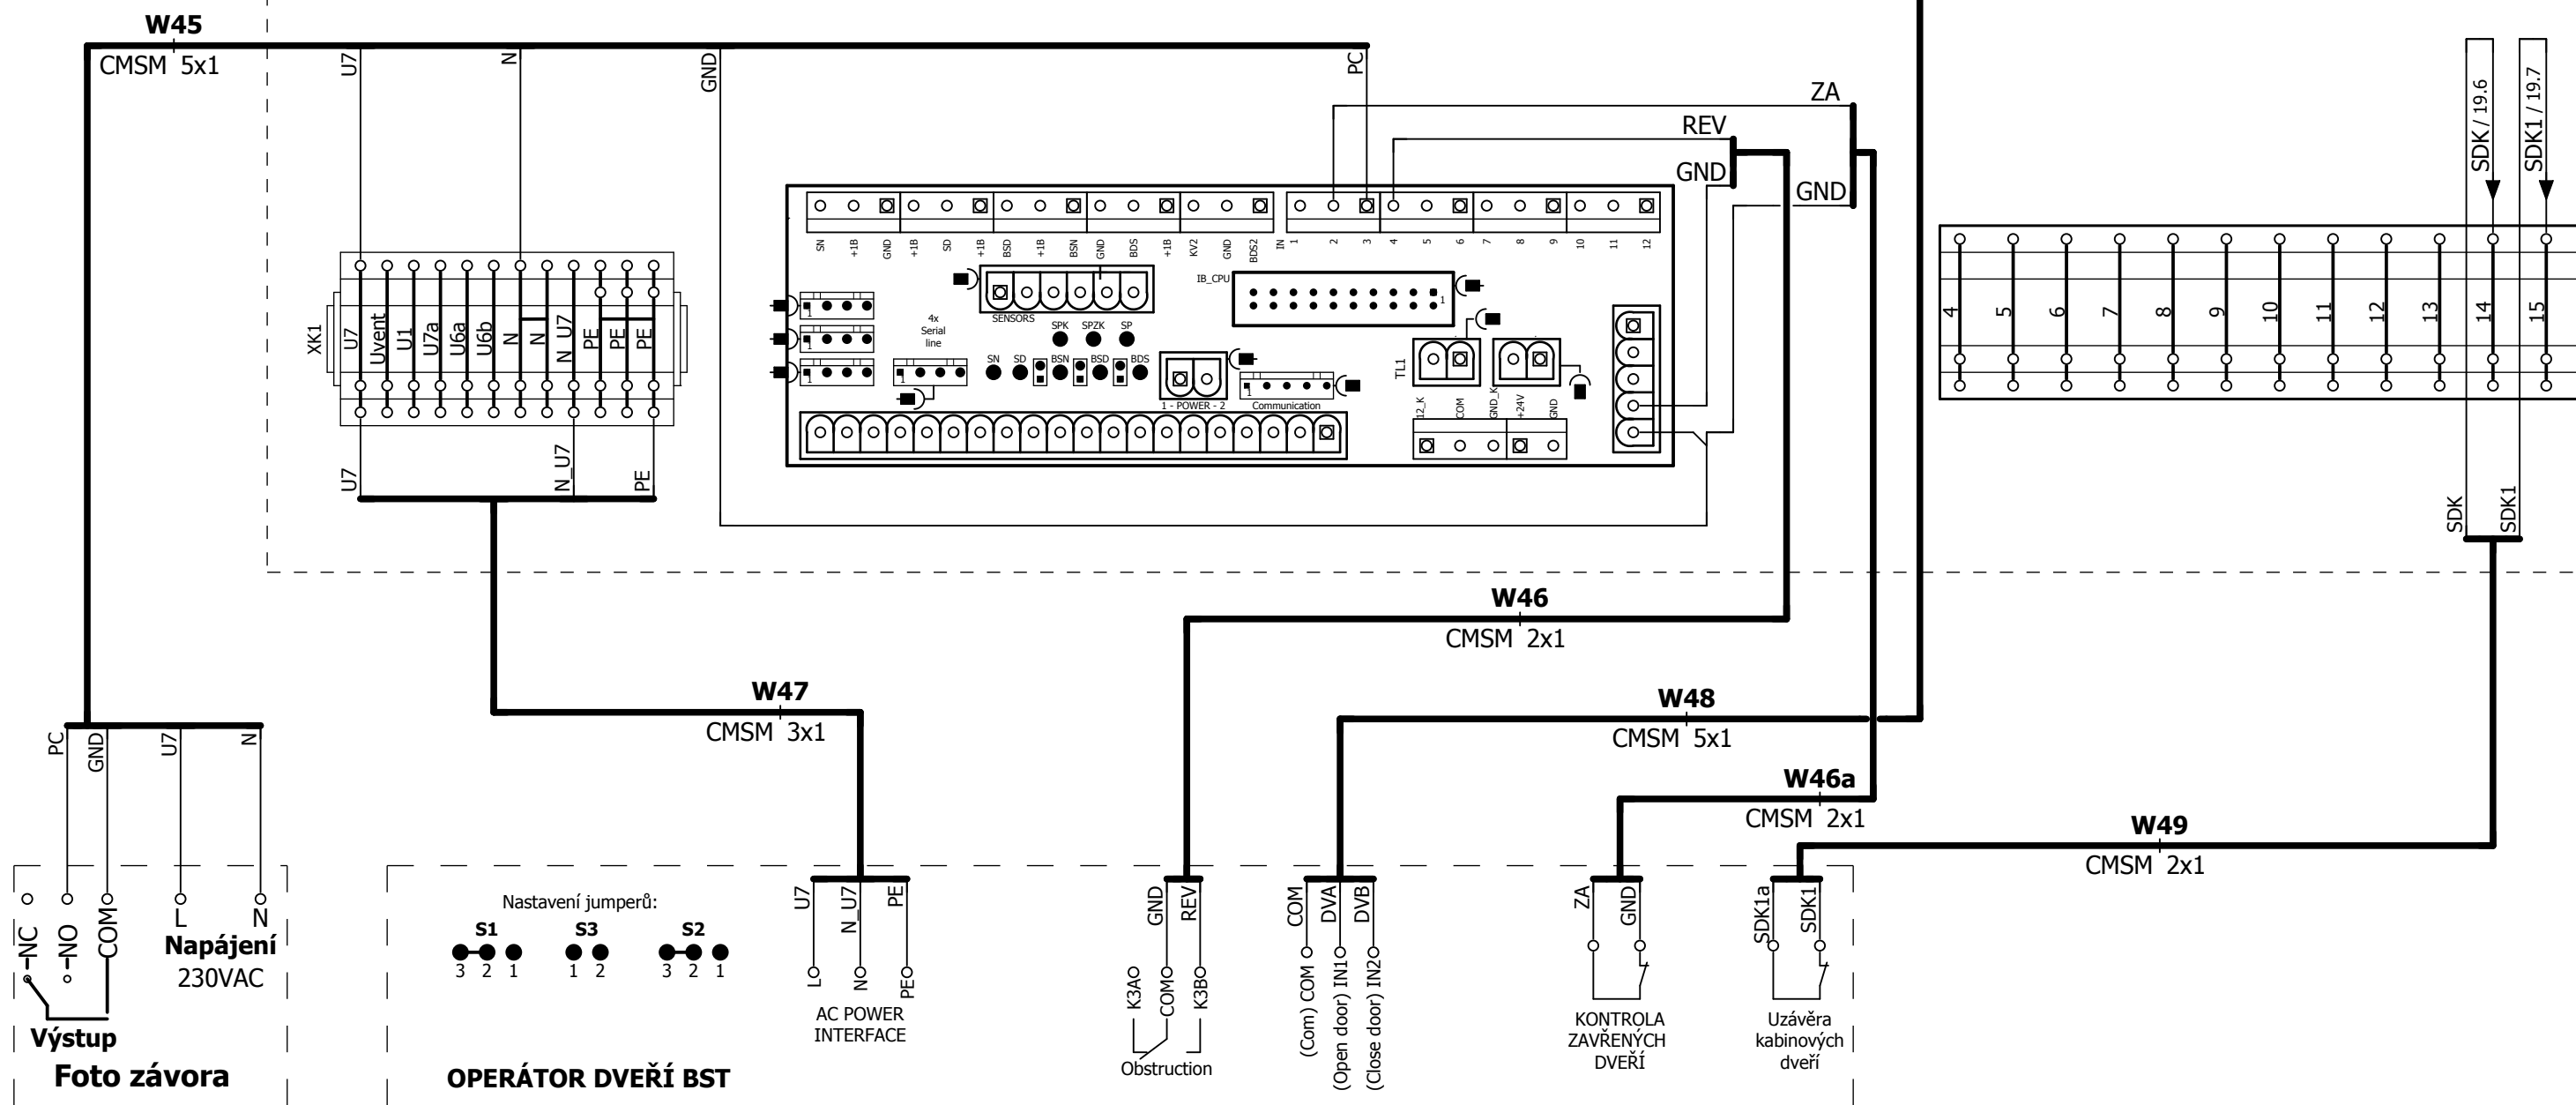 W45
CMSM 5x1
U7
N
GND
PC
ZA
REV
GND
GND
SDK / 19.6
SDK1 / 19.7
SN
+1B
GND
+1B
SD
+1B
BSD
+1B
BSN
GND
BDS
+1B
KV2
GND
BDS2
IN
1
2
3
4
5
6
7
8
9
10
11
12
IB_CPU
1
SENSORS
4x
Serial
line
1
1
1
1
SPK
SPZK
SP
SN
SD
BSN
BSD
BDS
1 - POWER - 2
1
Communication
TL1
12_K
COM
GND_K
+24V
GND
XK1
U7
Uvent
U1
U7a
U6a
U6b
N
N
N_U7
PE
PE
PE
4
5
6
7
8
9
10
11
12
13
14
15
U7
N_U7
PE
SDK
SDK1
W46
CMSM 2x1
W47
CMSM 3x1
W48
CMSM 5x1
W46a
CMSM 2x1
W49
CMSM 2x1
PC
GND
U7
N
NC
NO
COM
L
N
Napájení
230VAC
Výstup
Foto závora
Nastavení jumperů:
S1
S3
S2
3 2 1
1 2
3 2 1
OPERÁTOR DVEŘÍ BST
U7
N_U7
PE
L
N
PE
AC POWER
INTERFACE
GND
REV
K3A
COM
K3B
Obstruction
COM
DVA
DVB
(Com) COM
(Open door) IN1
(Close door) IN2
ZA
GND
KONTROLA
ZAVŘENÝCH
DVEŘÍ
SDK1a
SDK1
Uzávěra
kabinových
dveří